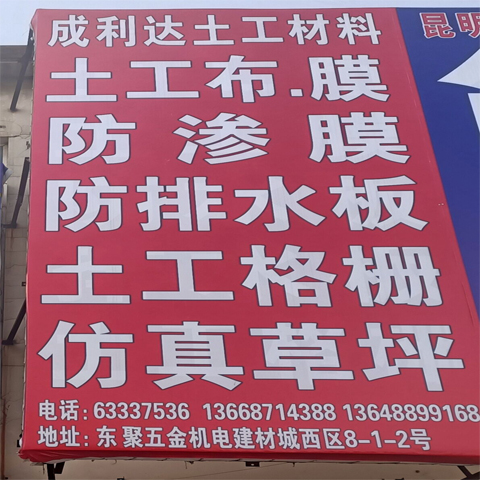 成利达土工材料
昆明
土工布.膜
防渗膜
防排水板
土工格栅
仿真草坪
电话: 63337536 13668714388 13648899168
地址: 东聚五金机电建材城西区8-1-2号